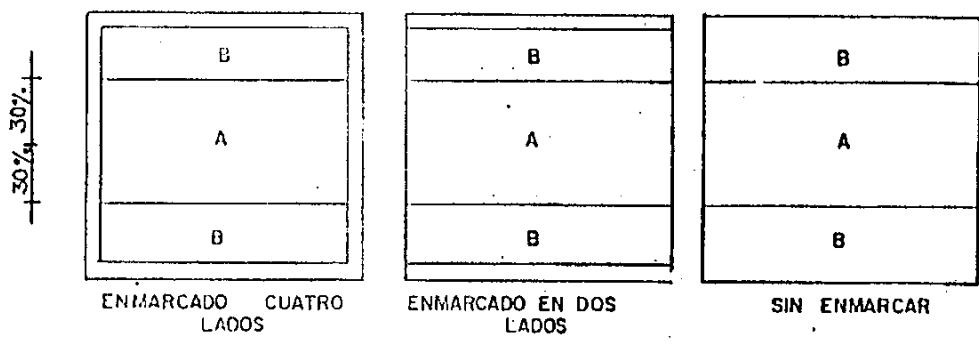 30% 30%
B
A
B
ENMARCADO CUATRO
LADOS
B
A
B
ENMARCADO EN DOS
LADOS
B
A
B
SIN ENMARCAR